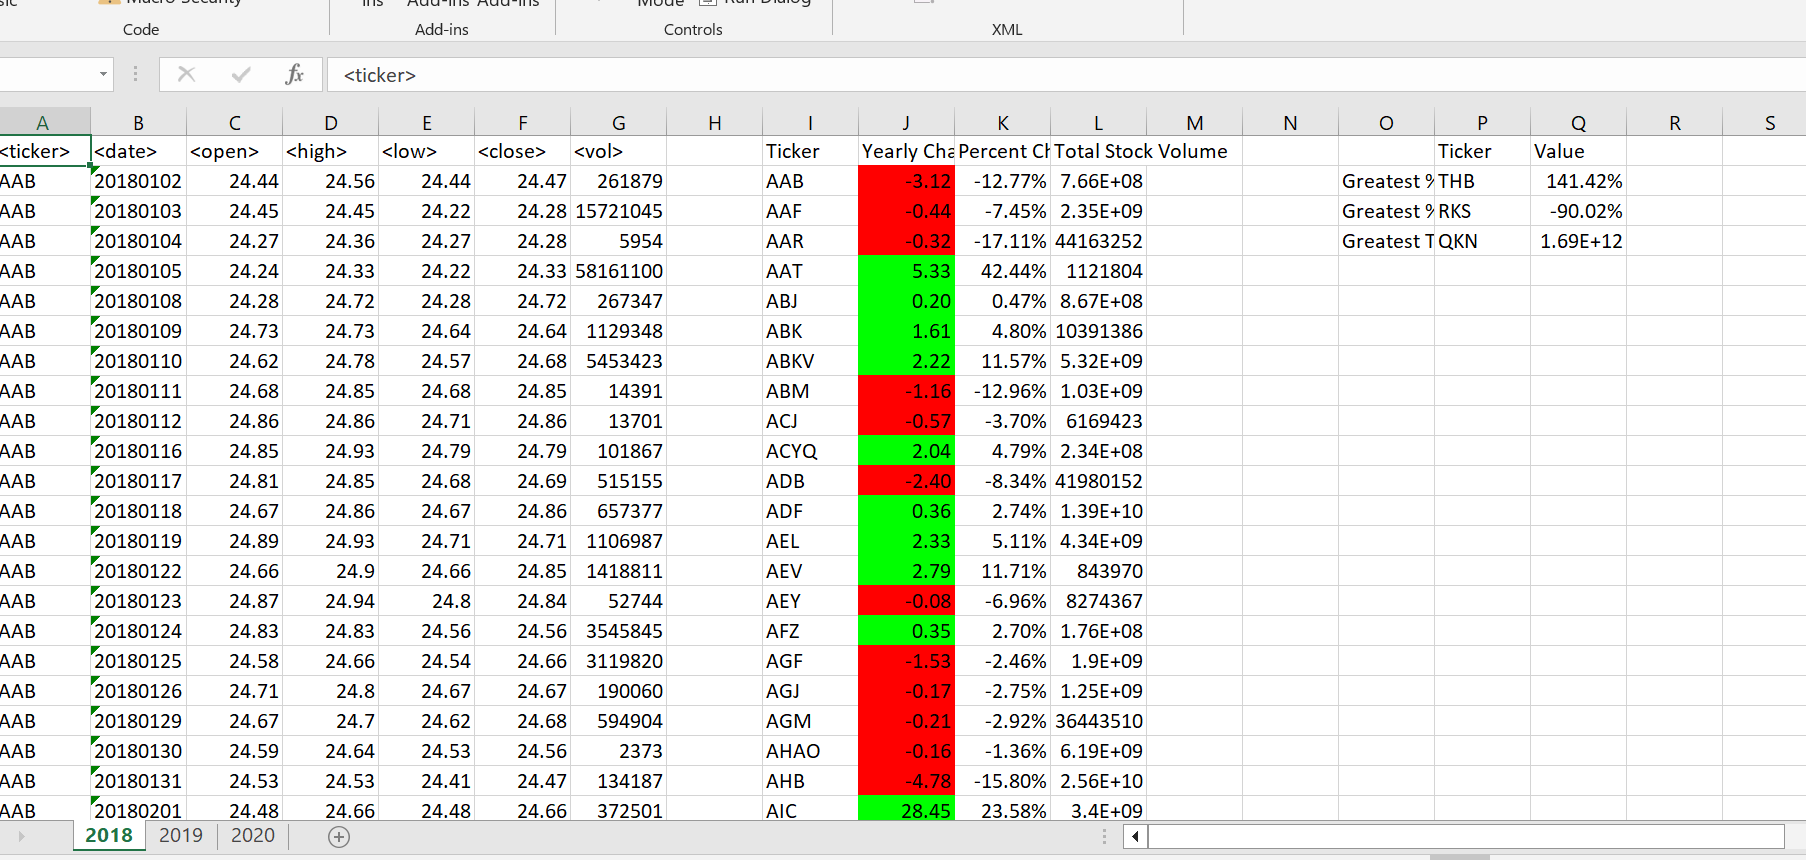 Macro Security Add-ins Add-ins Mode Run Dialog
Code Add-ins Controls XML
fx <ticker>
A B C D E F G H I J K L M N O P Q R S
<ticker> <date> <open> <high> <low> <close> <vol> Ticker Yearly Cha Percent Ch Total Stock Volume Ticker Value
AAB 20180102 24.44 24.56 24.44 24.47 261879 AAB -3.12 -12.77% 7.66E+08 Greatest % THB 141.42%
AAB 20180103 24.45 24.45 24.22 24.28 15721045 AAF -0.44 -7.45% 2.35E+09 Greatest % RKS -90.02%
AAB 20180104 24.27 24.36 24.27 24.28 5954 AAR -0.32 -17.11% 44163252 Greatest T QKN 1.69E+12
AAB 20180105 24.24 24.33 24.22 24.33 58161100 AAT 5.33 42.44% 1121804
AAB 20180108 24.28 24.72 24.28 24.72 267347 ABJ 0.20 0.47% 8.67E+08
AAB 20180109 24.73 24.73 24.64 24.64 1129348 ABK 1.61 4.80% 10391386
AAB 20180110 24.62 24.78 24.57 24.68 5453423 ABKV 2.22 11.57% 5.32E+09
AAB 20180111 24.68 24.85 24.68 24.85 14391 ABM -1.16 -12.96% 1.03E+09
AAB 20180112 24.86 24.86 24.71 24.86 13701 ACJ -0.57 -3.70% 6169423
AAB 20180116 24.85 24.93 24.79 24.79 101867 ACYQ 2.04 4.79% 2.34E+08
AAB 20180117 24.81 24.85 24.68 24.69 515155 ADB -2.40 -8.34% 41980152
AAB 20180118 24.67 24.86 24.67 24.86 657377 ADF 0.36 2.74% 1.39E+10
AAB 20180119 24.89 24.93 24.71 24.71 1106987 AEL 2.33 5.11% 4.34E+09
AAB 20180122 24.66 24.9 24.66 24.85 1418811 AEV 2.79 11.71% 843970
AAB 20180123 24.87 24.94 24.8 24.84 52744 AEY -0.08 -6.96% 8274367
AAB 20180124 24.83 24.83 24.56 24.56 3545845 AFZ 0.35 2.70% 1.76E+08
AAB 20180125 24.58 24.66 24.54 24.66 3119820 AGF -1.53 -2.46% 1.9E+09
AAB 20180126 24.71 24.8 24.67 24.67 190060 AGJ -0.17 -2.75% 1.25E+09
AAB 20180129 24.67 24.7 24.62 24.68 594904 AGM -0.21 -2.92% 36443510
AAB 20180130 24.59 24.64 24.53 24.56 2373 AHAO -0.16 -1.36% 6.19E+09
AAB 20180131 24.53 24.53 24.41 24.47 134187 AHB -4.78 -15.80% 2.56E+10
AAB 20180201 24.48 24.66 24.48 24.66 372501 AIC 28.45 23.58% 3.4E+09
2018 2019 2020